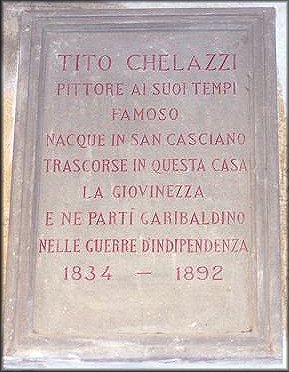 TITO CHELAZZI
PITTORE AI SUOI TEMPI
FAMOSO
NACQUE IN SAN CASCIANO
TRASCORSE IN QUESTA CASA
LA GIOVINEZZA
E NE PARTÌ GARIBALDINO
NELLE GUERRE D'INDIPENDENZA
1834 — 1892